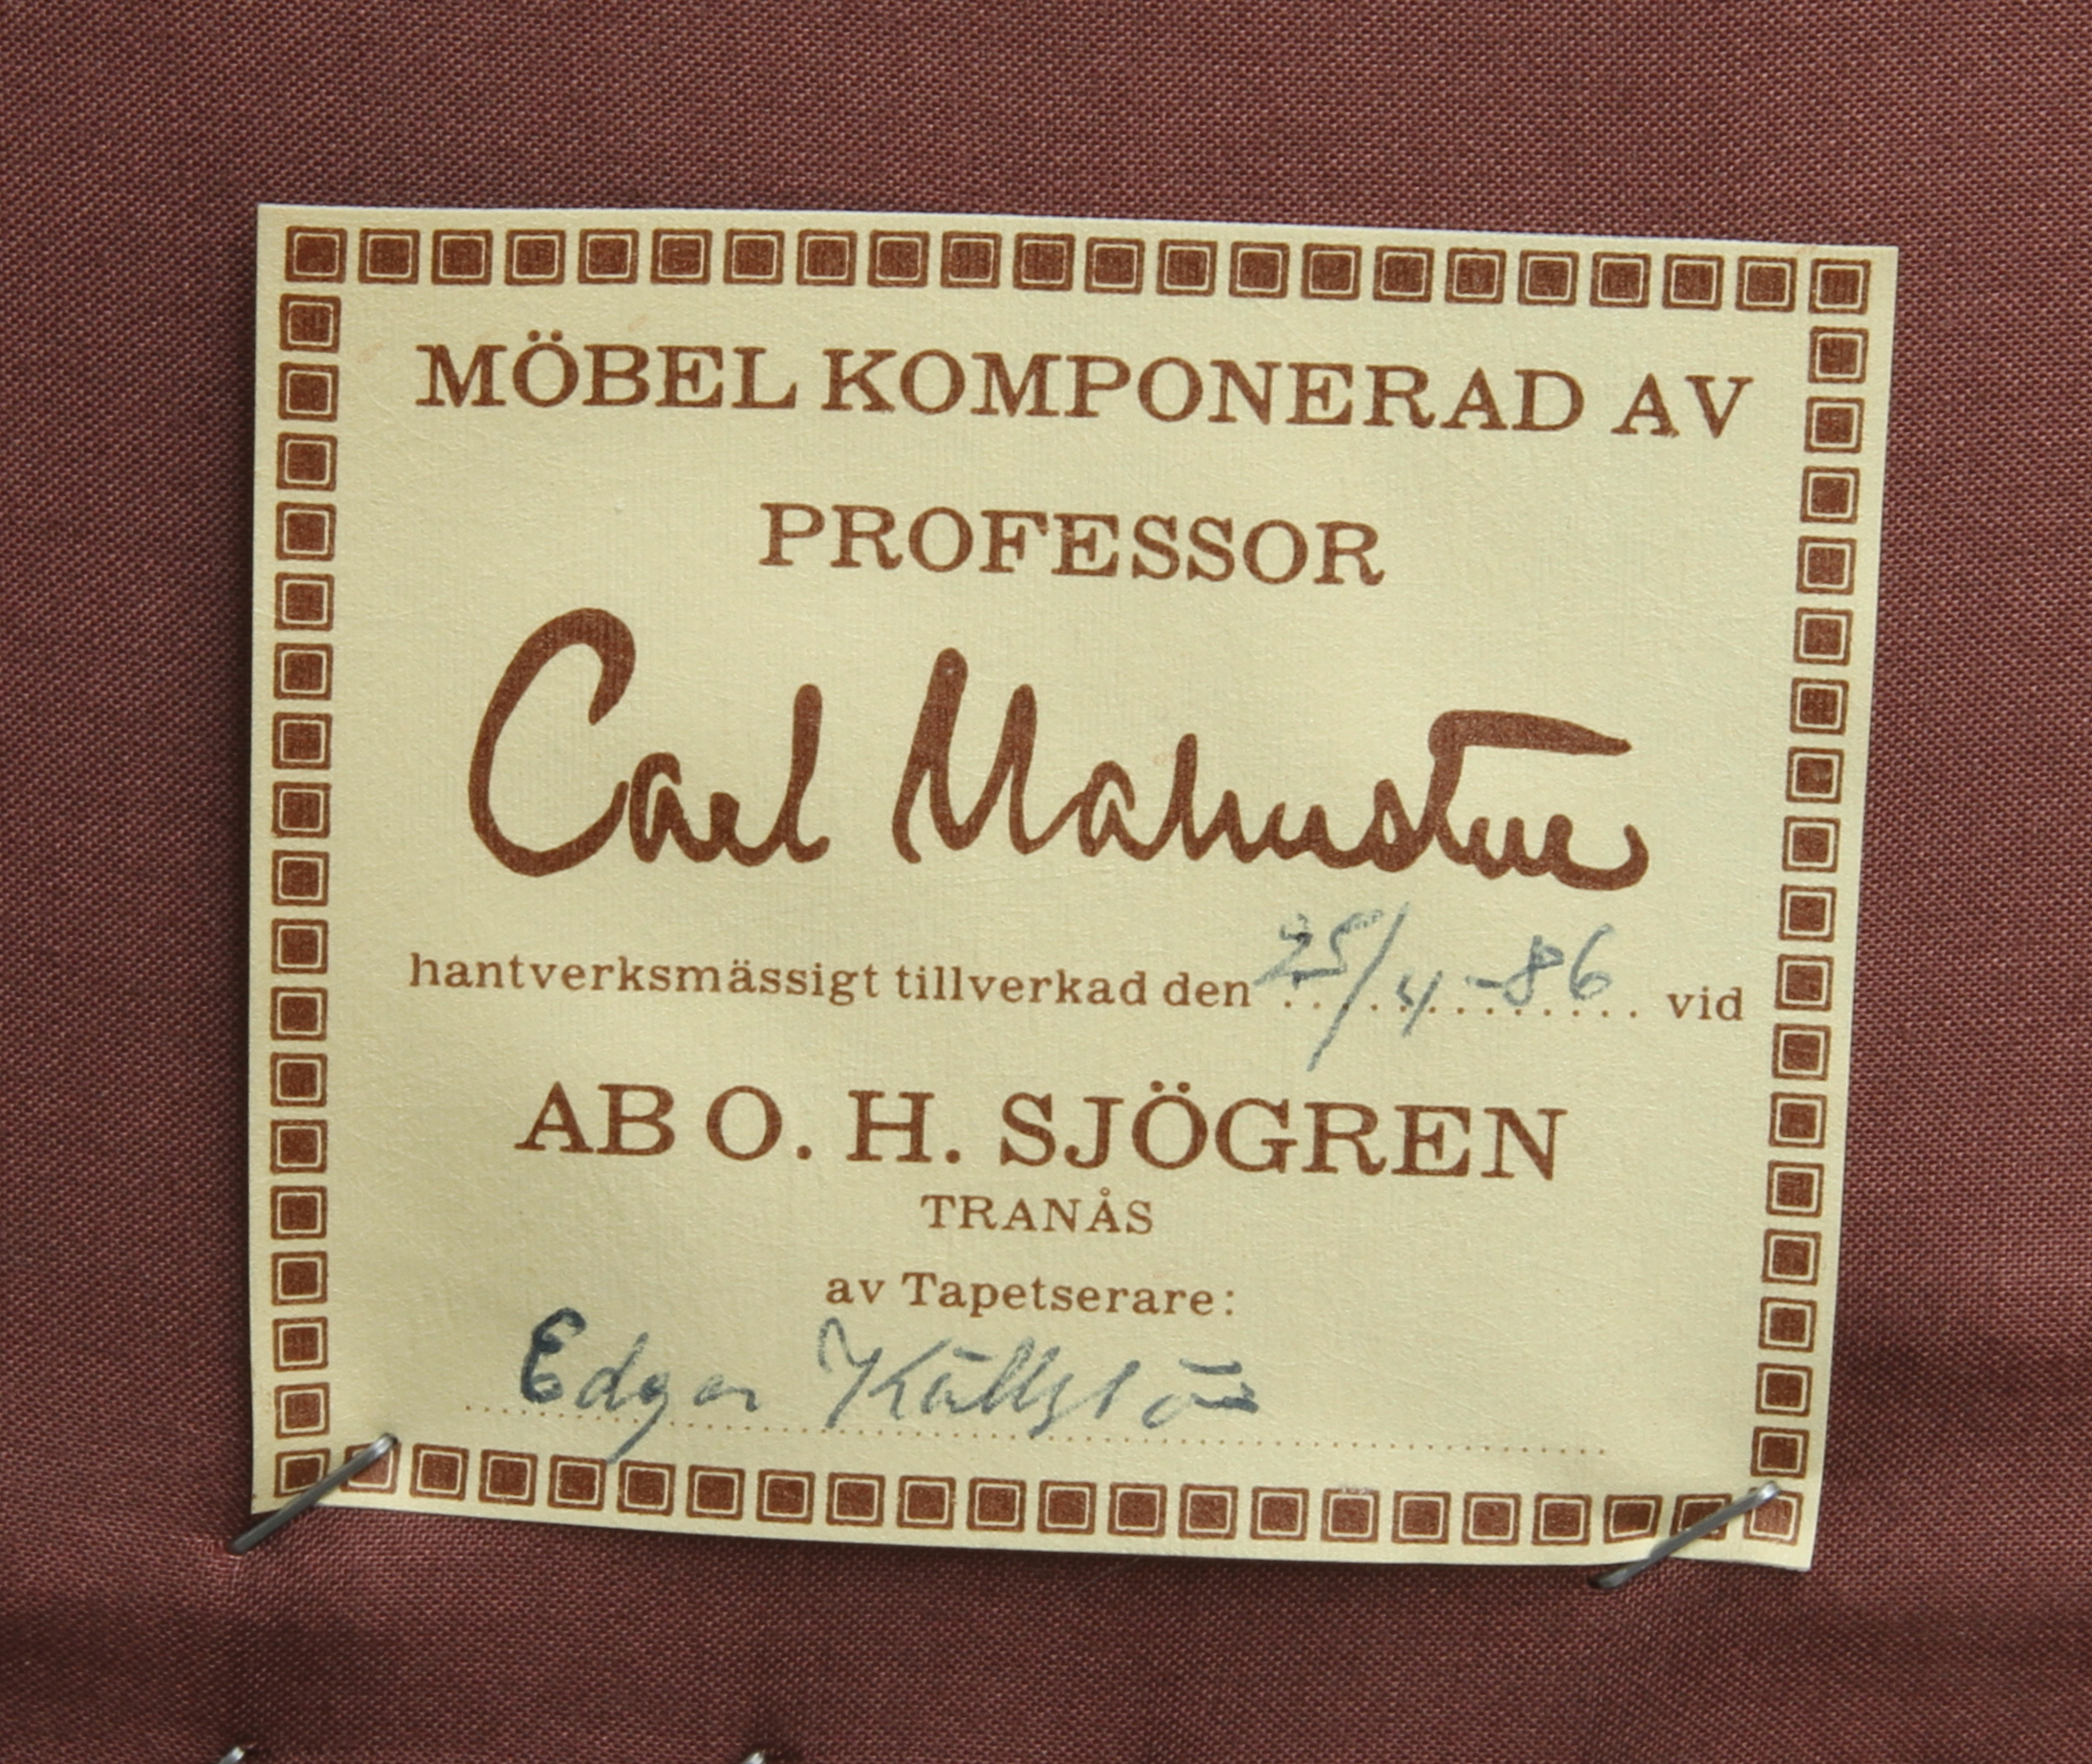 MÖBEL KOMPONERAD AV
PROFESSOR
Carl Malmsten
hantverksmässigt tillverkad den 25/4-86 vid
AB O. H. SJÖGREN
TRANÅS
av Tapetserare:
Edgar